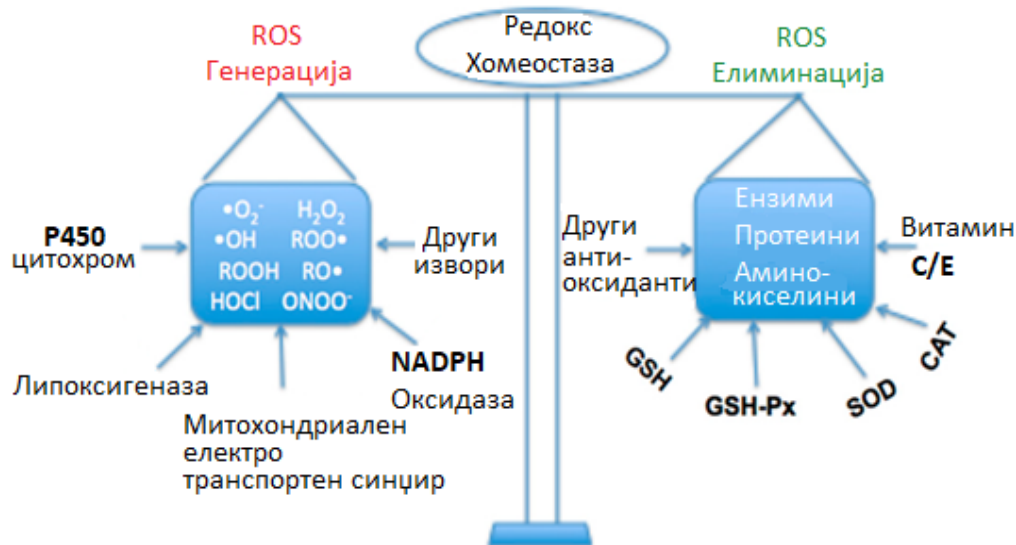 ROS
Генерација
Редокс
Хомеостаза
ROS
Елиминација
•O₂⁻ H₂O₂
•OH ROO•
ROOH RO•
HOCl ONOO⁻
P450
цитохром
Други
извори
Липоксигеназа
Митохондриален
електро
транспортен синџир
NADPH
Оксидаза
Ензими
Протеини
Амино-
киселини
Други
анти-
оксиданти
Витамин
C/E
GSH
GSH-Px
SOD
CAT